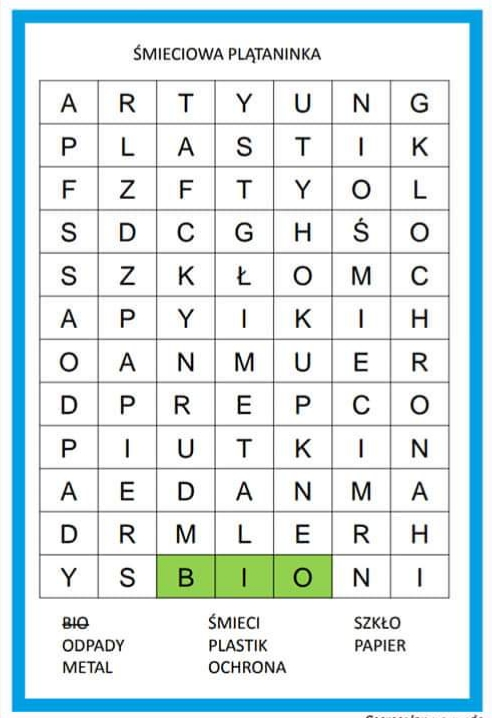 ŚMIECIOWA PLĄTANINKA
A R T Y U N G
P L A S T I K
F Z F T Y O L
S D C G H Ś O
S Z K Ł O M C
A P Y I K I H
O A N M U E R
D P R E P C O
P I U T K I N
A E D A N M A
D R M L E R H
Y S B I O N I
BIO ŚMIECI SZKŁO
ODPADY PLASTIK PAPIER
METAL OCHRONA